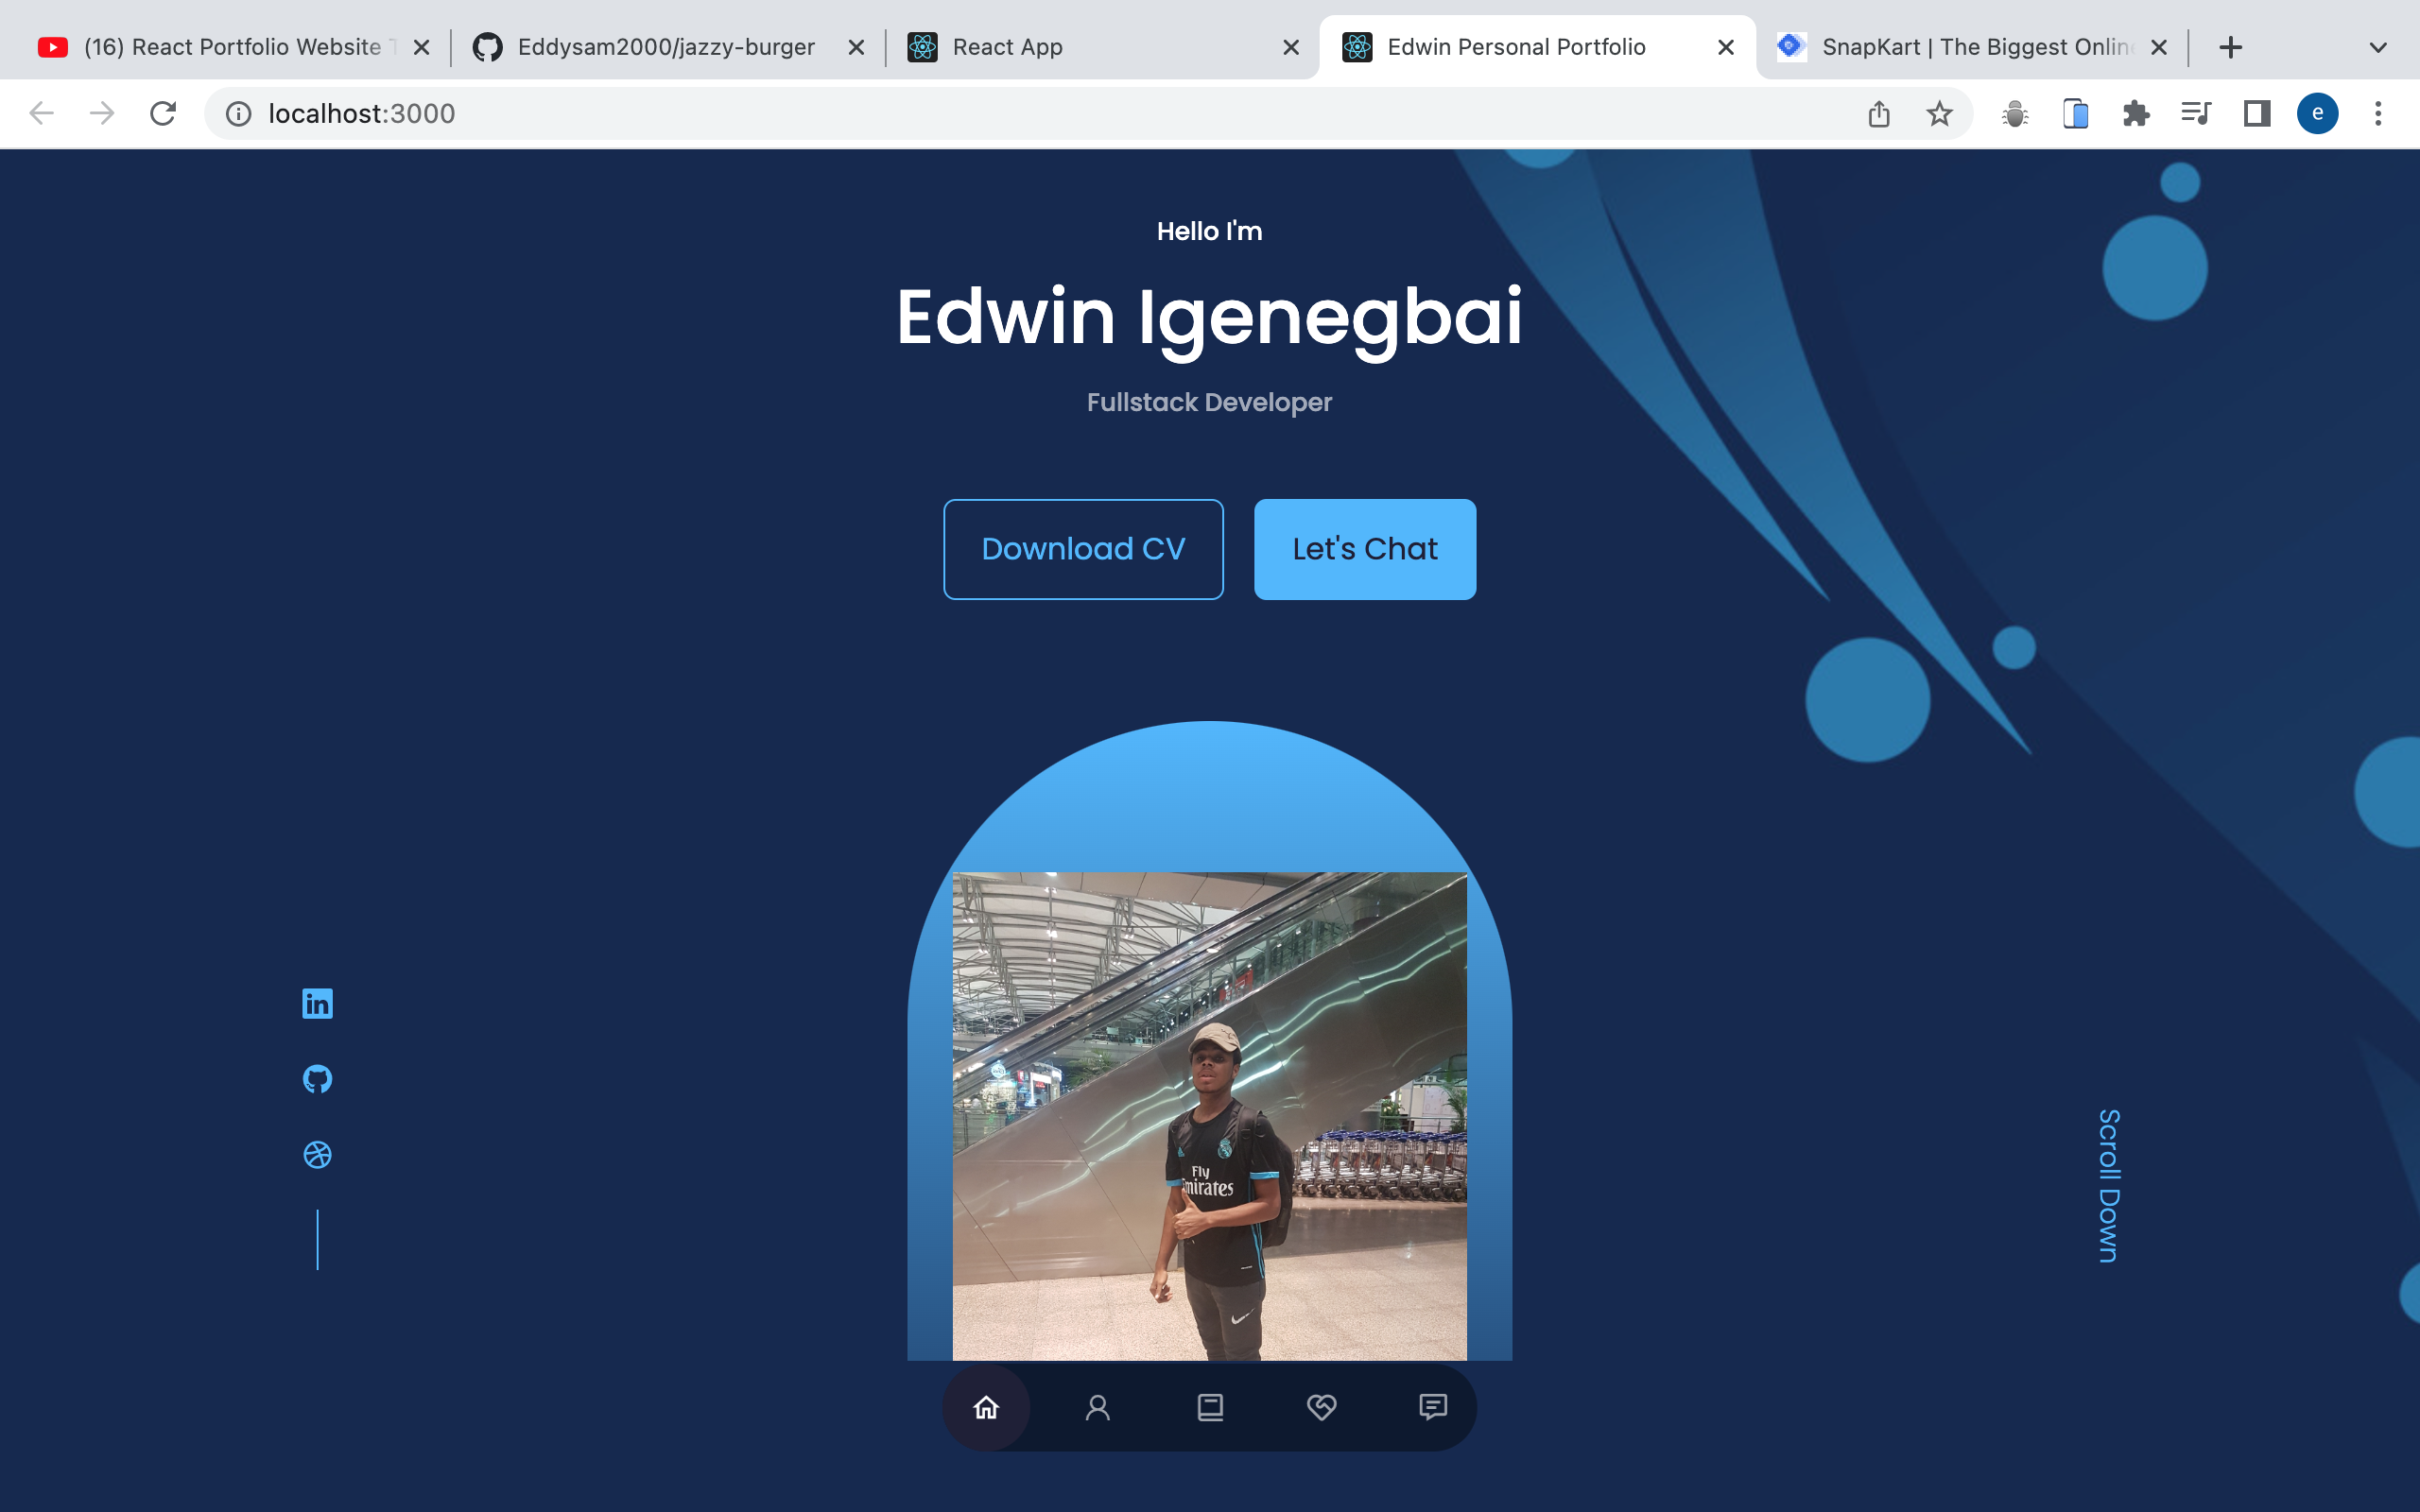 (16) React Portfolio Website
Eddysam2000/jazzy-burger
React App
Edwin Personal Portfolio
SnapKart | The Biggest Onlin
localhost:3000
e
Hello I'm
Edwin Igenegbai
Fullstack Developer
Download CV
Let's Chat
in
Fly
Emirates
Scroll Down